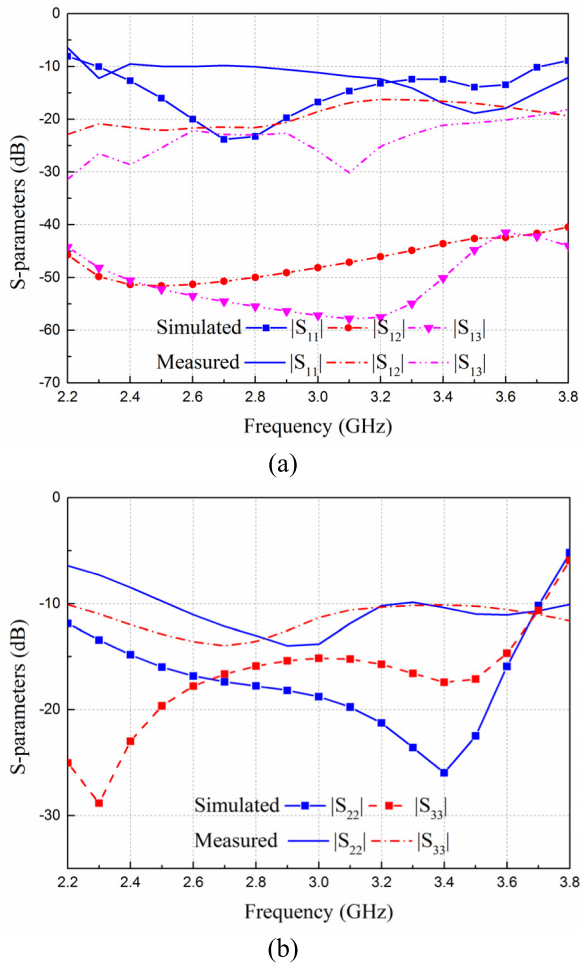 (a)
0
-10
-20
-30
-40
-50
-60
-70
S-parameters (dB)
Simulated |S11| |S12| |S13|
Measured |S11| |S12| |S13|
2.2 2.4 2.6 2.8 3.0 3.2 3.4 3.6 3.8
Frequency (GHz)
(a)
0
-10
-20
-30
S-parameters (dB)
Simulated |S22| |S33|
Measured |S22| |S33|
2.2 2.4 2.6 2.8 3.0 3.2 3.4 3.6 3.8
Frequency (GHz)
(b)